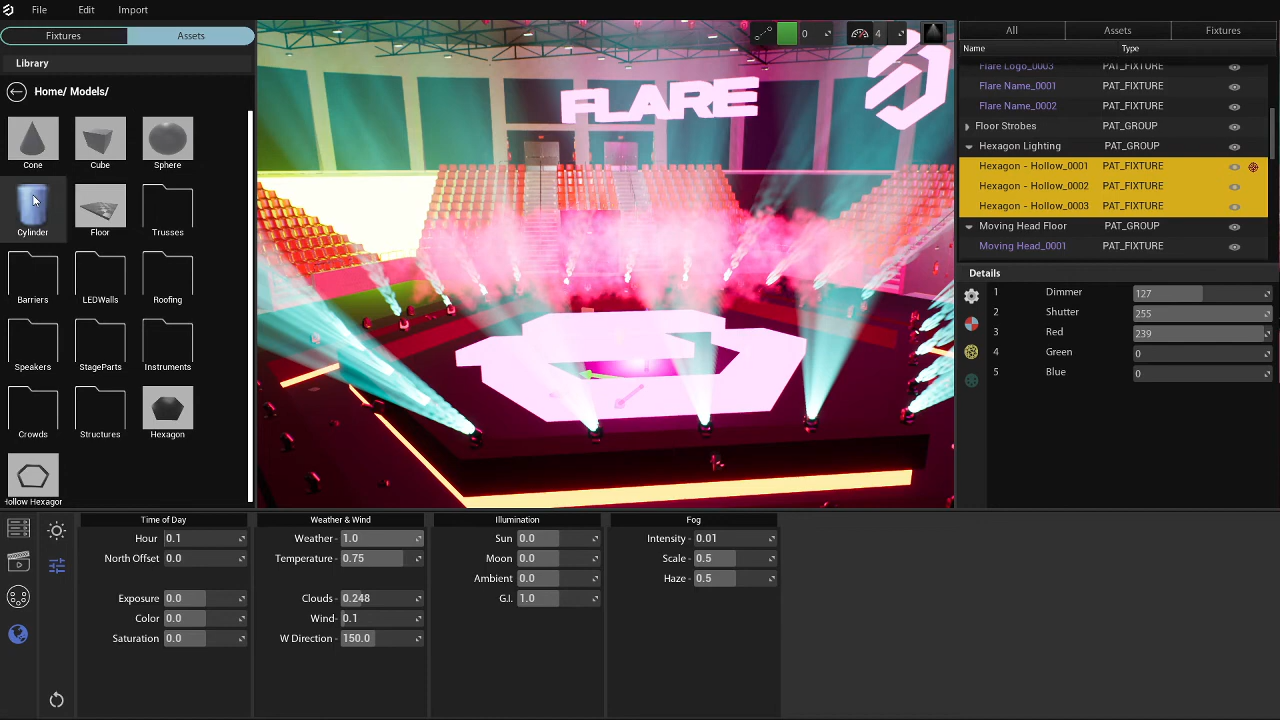 File Edit Import
Fixtures Assets
Library
Home/ Models/
Cone Cube Sphere
Cylinder Floor Trusses
Barriers LEDWalls Roofing
Speakers StageParts Instruments
Crowds Structures Hexagon
Hollow Hexagon
0 4
FLARE
All Assets Fixtures
Name Type
Flare Logo_0003 PAT_FIXTURE
Flare Name_0001 PAT_FIXTURE
Flare Name_0002 PAT_FIXTURE
Floor Strobes PAT_GROUP
Hexagon Lighting PAT_GROUP
Hexagon - Hollow_0001 PAT_FIXTURE
Hexagon - Hollow_0002 PAT_FIXTURE
Hexagon - Hollow_0003 PAT_FIXTURE
Moving Head Floor PAT_GROUP
Moving Head_0001 PAT_FIXTURE
Details
1 Dimmer 127
2 Shutter 255
3 Red 239
4 Green 0
5 Blue 0
Time of Day
Hour 0.1
North Offset 0.0
Exposure 0.0
Color 0.0
Saturation 0.0
Weather & Wind
Weather - 1.0
Temperature - 0.75
Clouds - 0.248
Wind - 0.1
W Direction - 150.0
Illumination
Sun 0.0
Moon 0.0
Ambient 0.0
G.I. 1.0
Fog
Intensity - 0.01
Scale - 0.5
Haze - 0.5